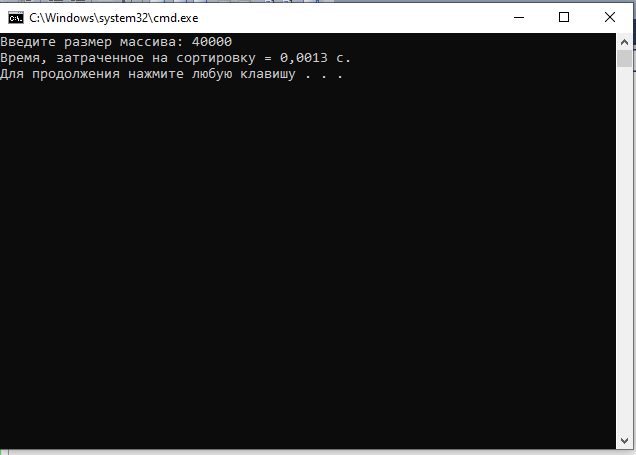 C:\Windows\system32\cmd.exe
Введите размер массива: 40000
Время, затраченное на сортировку = 0,0013 с.
Для продолжения нажмите любую клавишу . . .